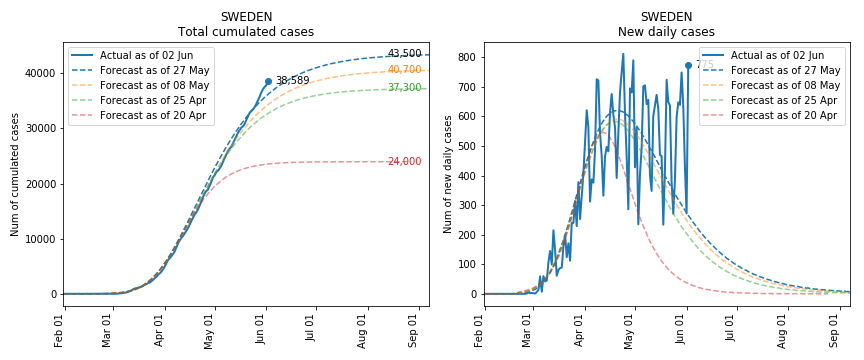 SWEDEN
Total cumulated cases
Num of cumulated cases
40000
30000
20000
10000
0
Actual as of 02 Jun
Forecast as of 27 May
Forecast as of 08 May
Forecast as of 25 Apr
Forecast as of 20 Apr
43,500
40,700
38,589
37,300
24,000
Feb 01
Mar 01
Apr 01
May 01
Jun 01
Jul 01
Aug 01
Sep 01
SWEDEN
New daily cases
Num of new daily cases
800
700
600
500
400
300
200
100
0
775
Actual as of 02 Jun
Forecast as of 27 May
Forecast as of 08 May
Forecast as of 25 Apr
Forecast as of 20 Apr
Feb 01
Mar 01
Apr 01
May 01
Jun 01
Jul 01
Aug 01
Sep 01